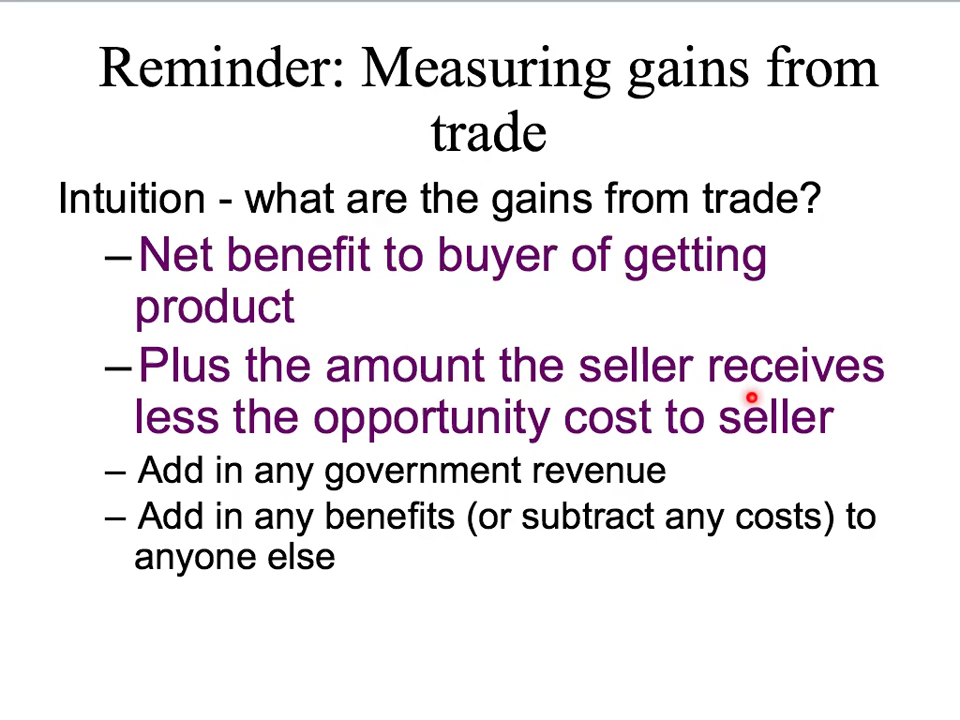 Reminder: Measuring gains from
trade
Intuition - what are the gains from trade?
–Net benefit to buyer of getting
product
–Plus the amount the seller receives
less the opportunity cost to seller
– Add in any government revenue
– Add in any benefits (or subtract any costs) to
anyone else